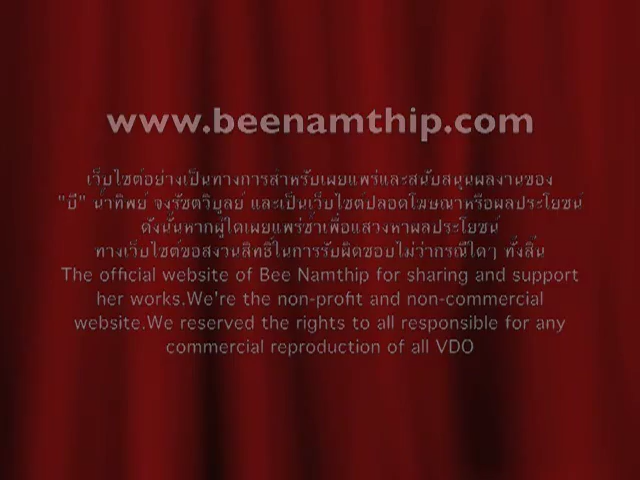 www.beenamthip.com
เว็บไซต์อย่างเป็นทางการสำหรับเผยแพร่และสนับสนุนผลงานของ
"บี" น้ำทิพย์ จงรัชตวิบูลย์ และเป็นเว็บไซต์ปลอดโฆษณาหรือผลประโยชน์
ดังนั้นหากผู้ใดเผยแพร่ซ้ำเพื่อแสวงหาผลประโยชน์
ทางเว็บไซต์ขอสงวนสิทธิ์ในการรับผิดชอบไม่ว่ากรณีใดๆ ทั้งสิ้น
The official website of Bee Namthip for sharing and support
her works.We're the non-profit and non-commercial
website.We reserved the rights to all responsible for any
commercial reproduction of all VDO